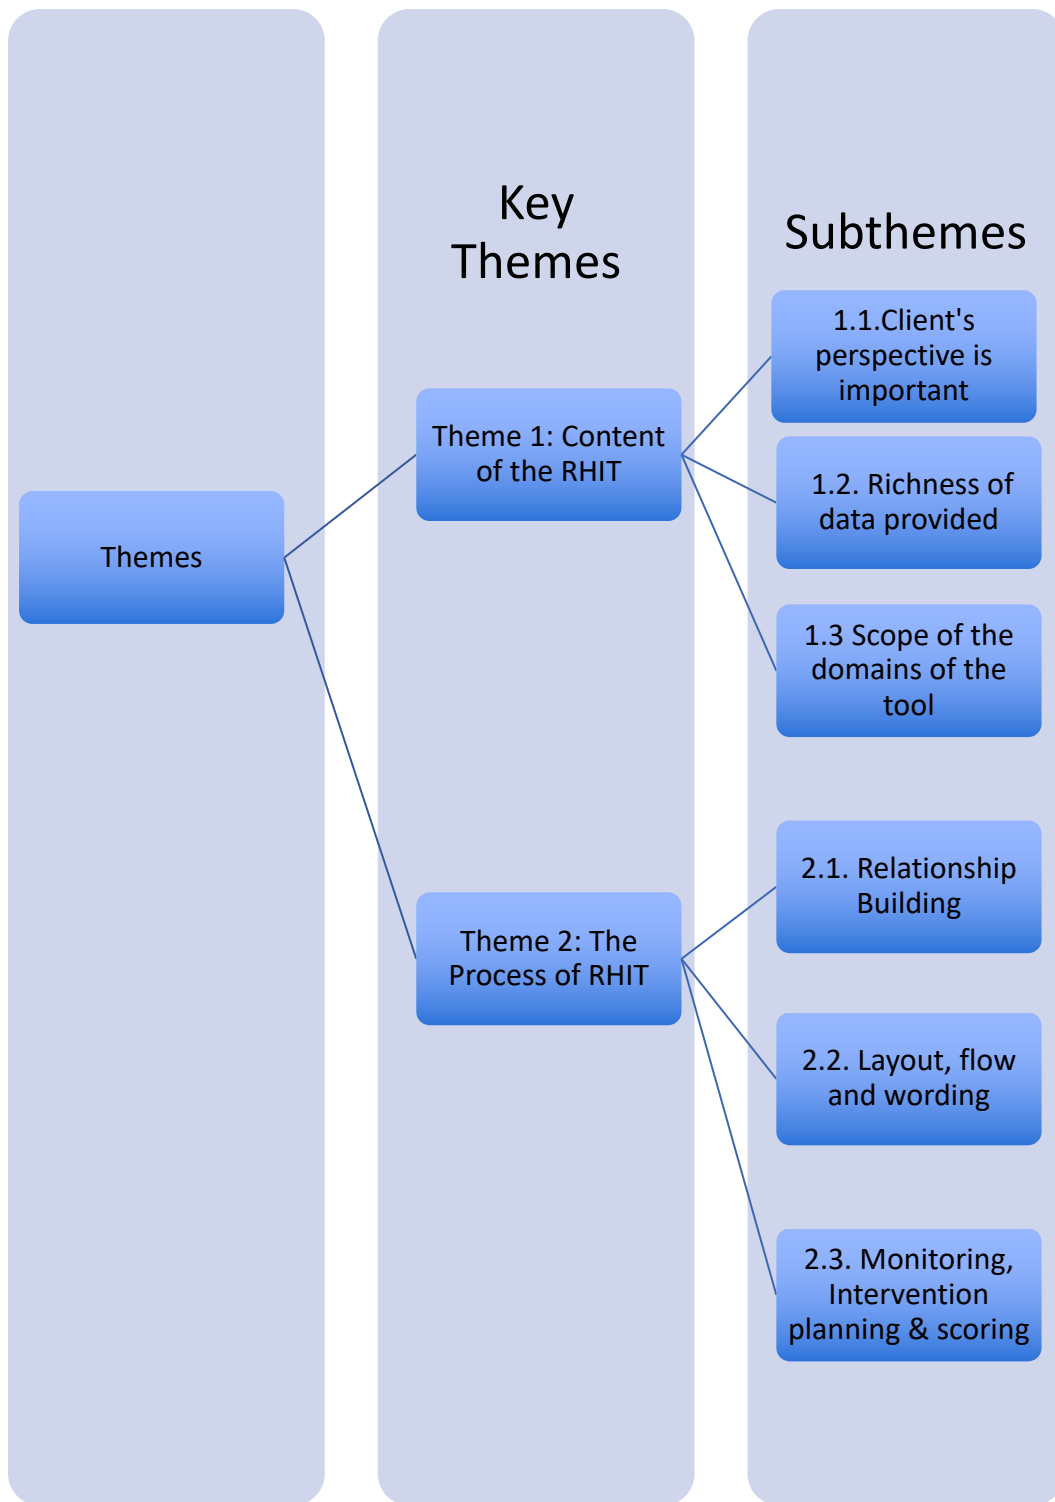 Key
Themes
Subthemes
Themes
Theme 1: Content
of the RHIT
1.1.Client's
perspective is
important
1.2. Richness of
data provided
1.3 Scope of the
domains of the
tool
Theme 2: The
Process of RHIT
2.1. Relationship
Building
2.2. Layout, flow
and wording
2.3. Monitoring,
Intervention
planning & scoring